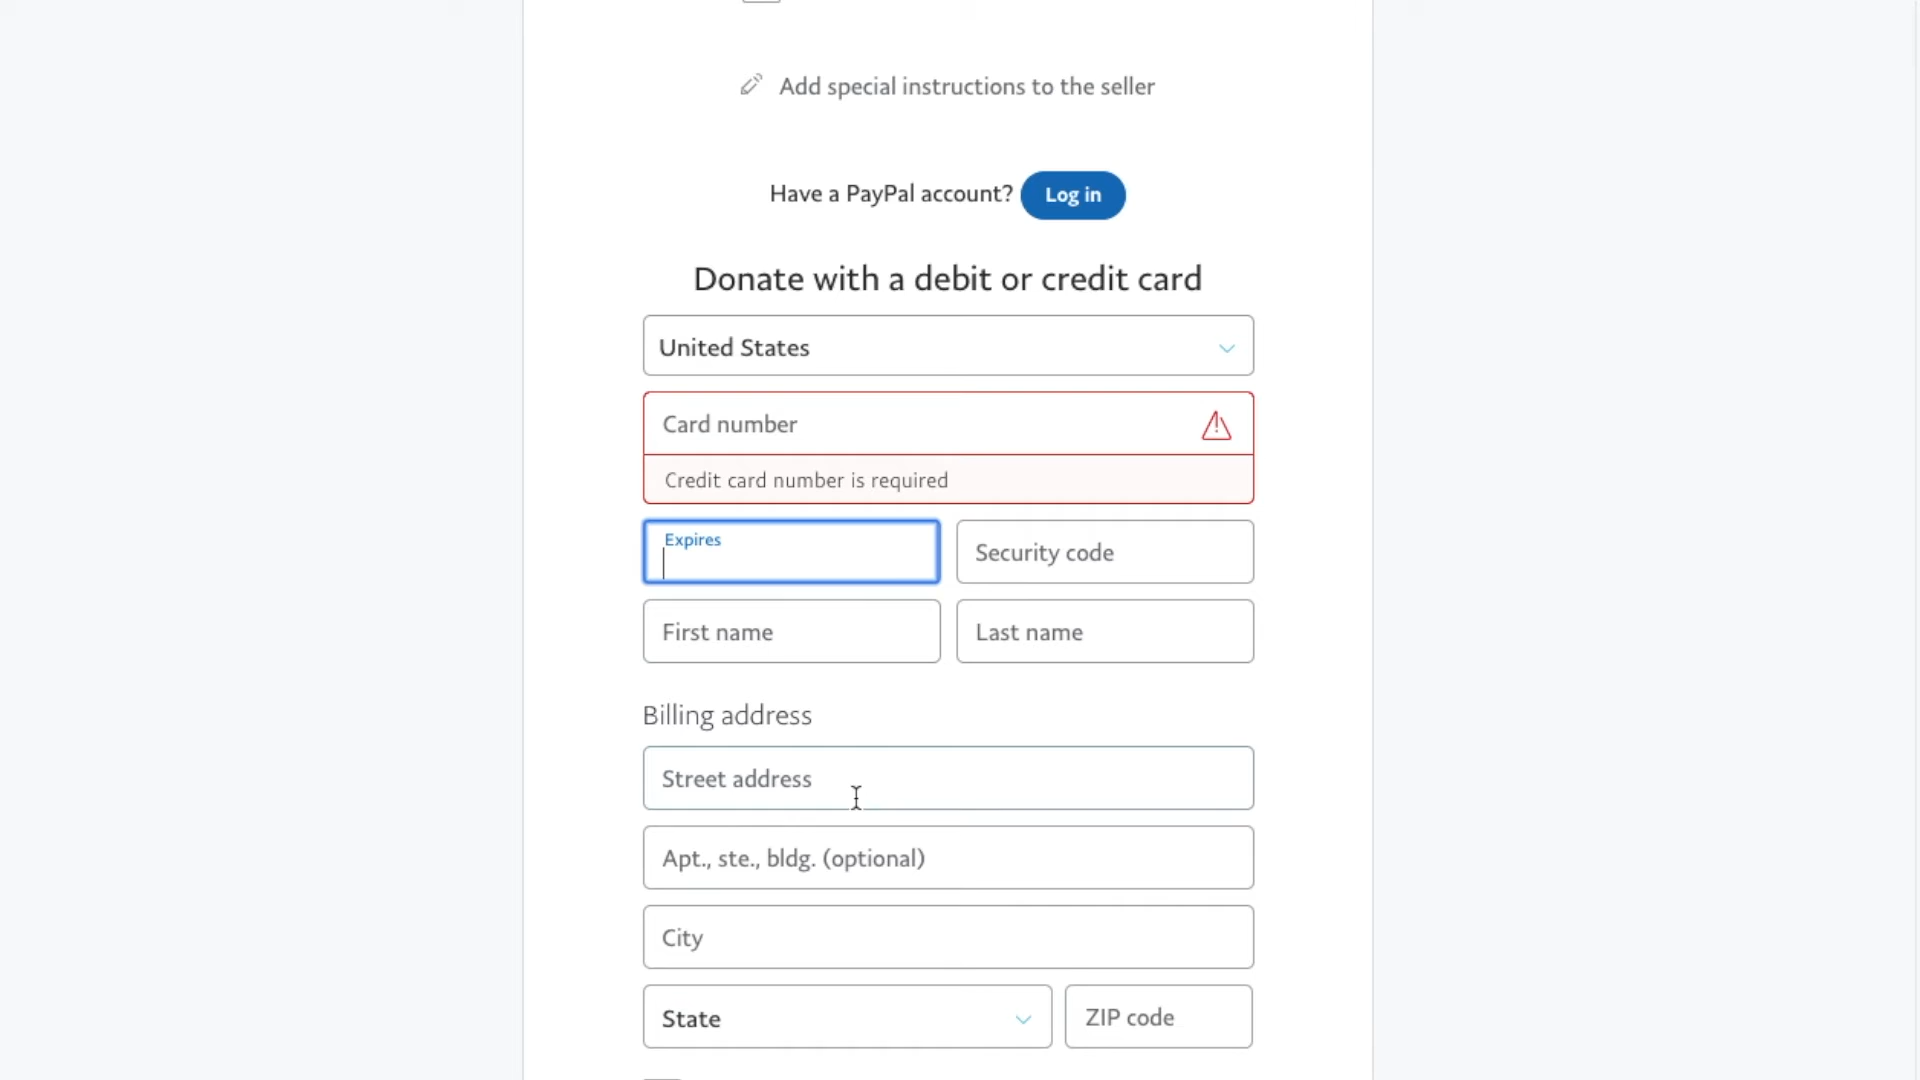 Add special instructions to the seller
Have a PayPal account? Log in
Donate with a debit or credit card
United States
Card number
Credit card number is required
Expires
Security code
First name
Last name
Billing address
Street address
Apt., ste., bldg. (optional)
City
State
ZIP code